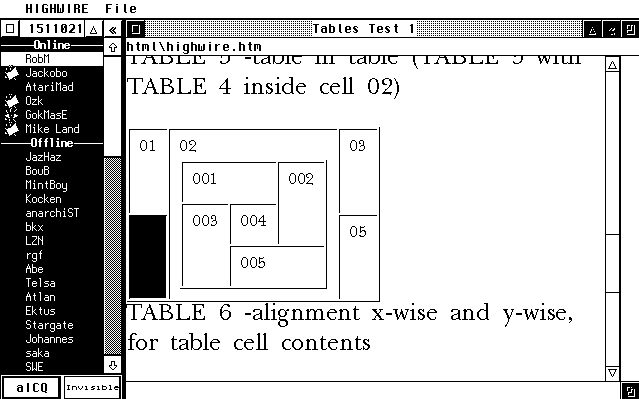 HIGHWIRE File
1511021
Online
RobM
Jackobo
AtariMad
Ozk
GokMasE
Mike Land
Offline
JazHaz
BouB
MintBoy
Kocken
anarchiST
bkx
LZN
rgf
Abe
Telsa
Atlan
Ektus
Stargate
Johannes
saka
SWE
aICQ Invisible
Tables Test 1
html\highwire.htm
TABLE 5 -table in table (TABLE 5 with
TABLE 4 inside cell 02)
01 02 03
001 002
003 004
05
005
TABLE 6 -alignment x-wise and y-wise,
for table cell contents